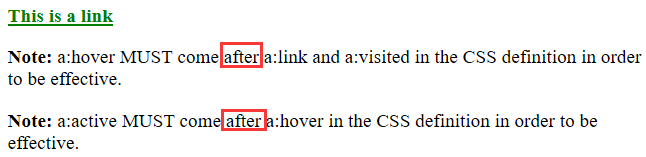 This is a link
Note: a:hover MUST come after a:link and a:visited in the CSS definition in order
to be effective.
Note: a:active MUST come after a:hover in the CSS definition in order to be
effective.